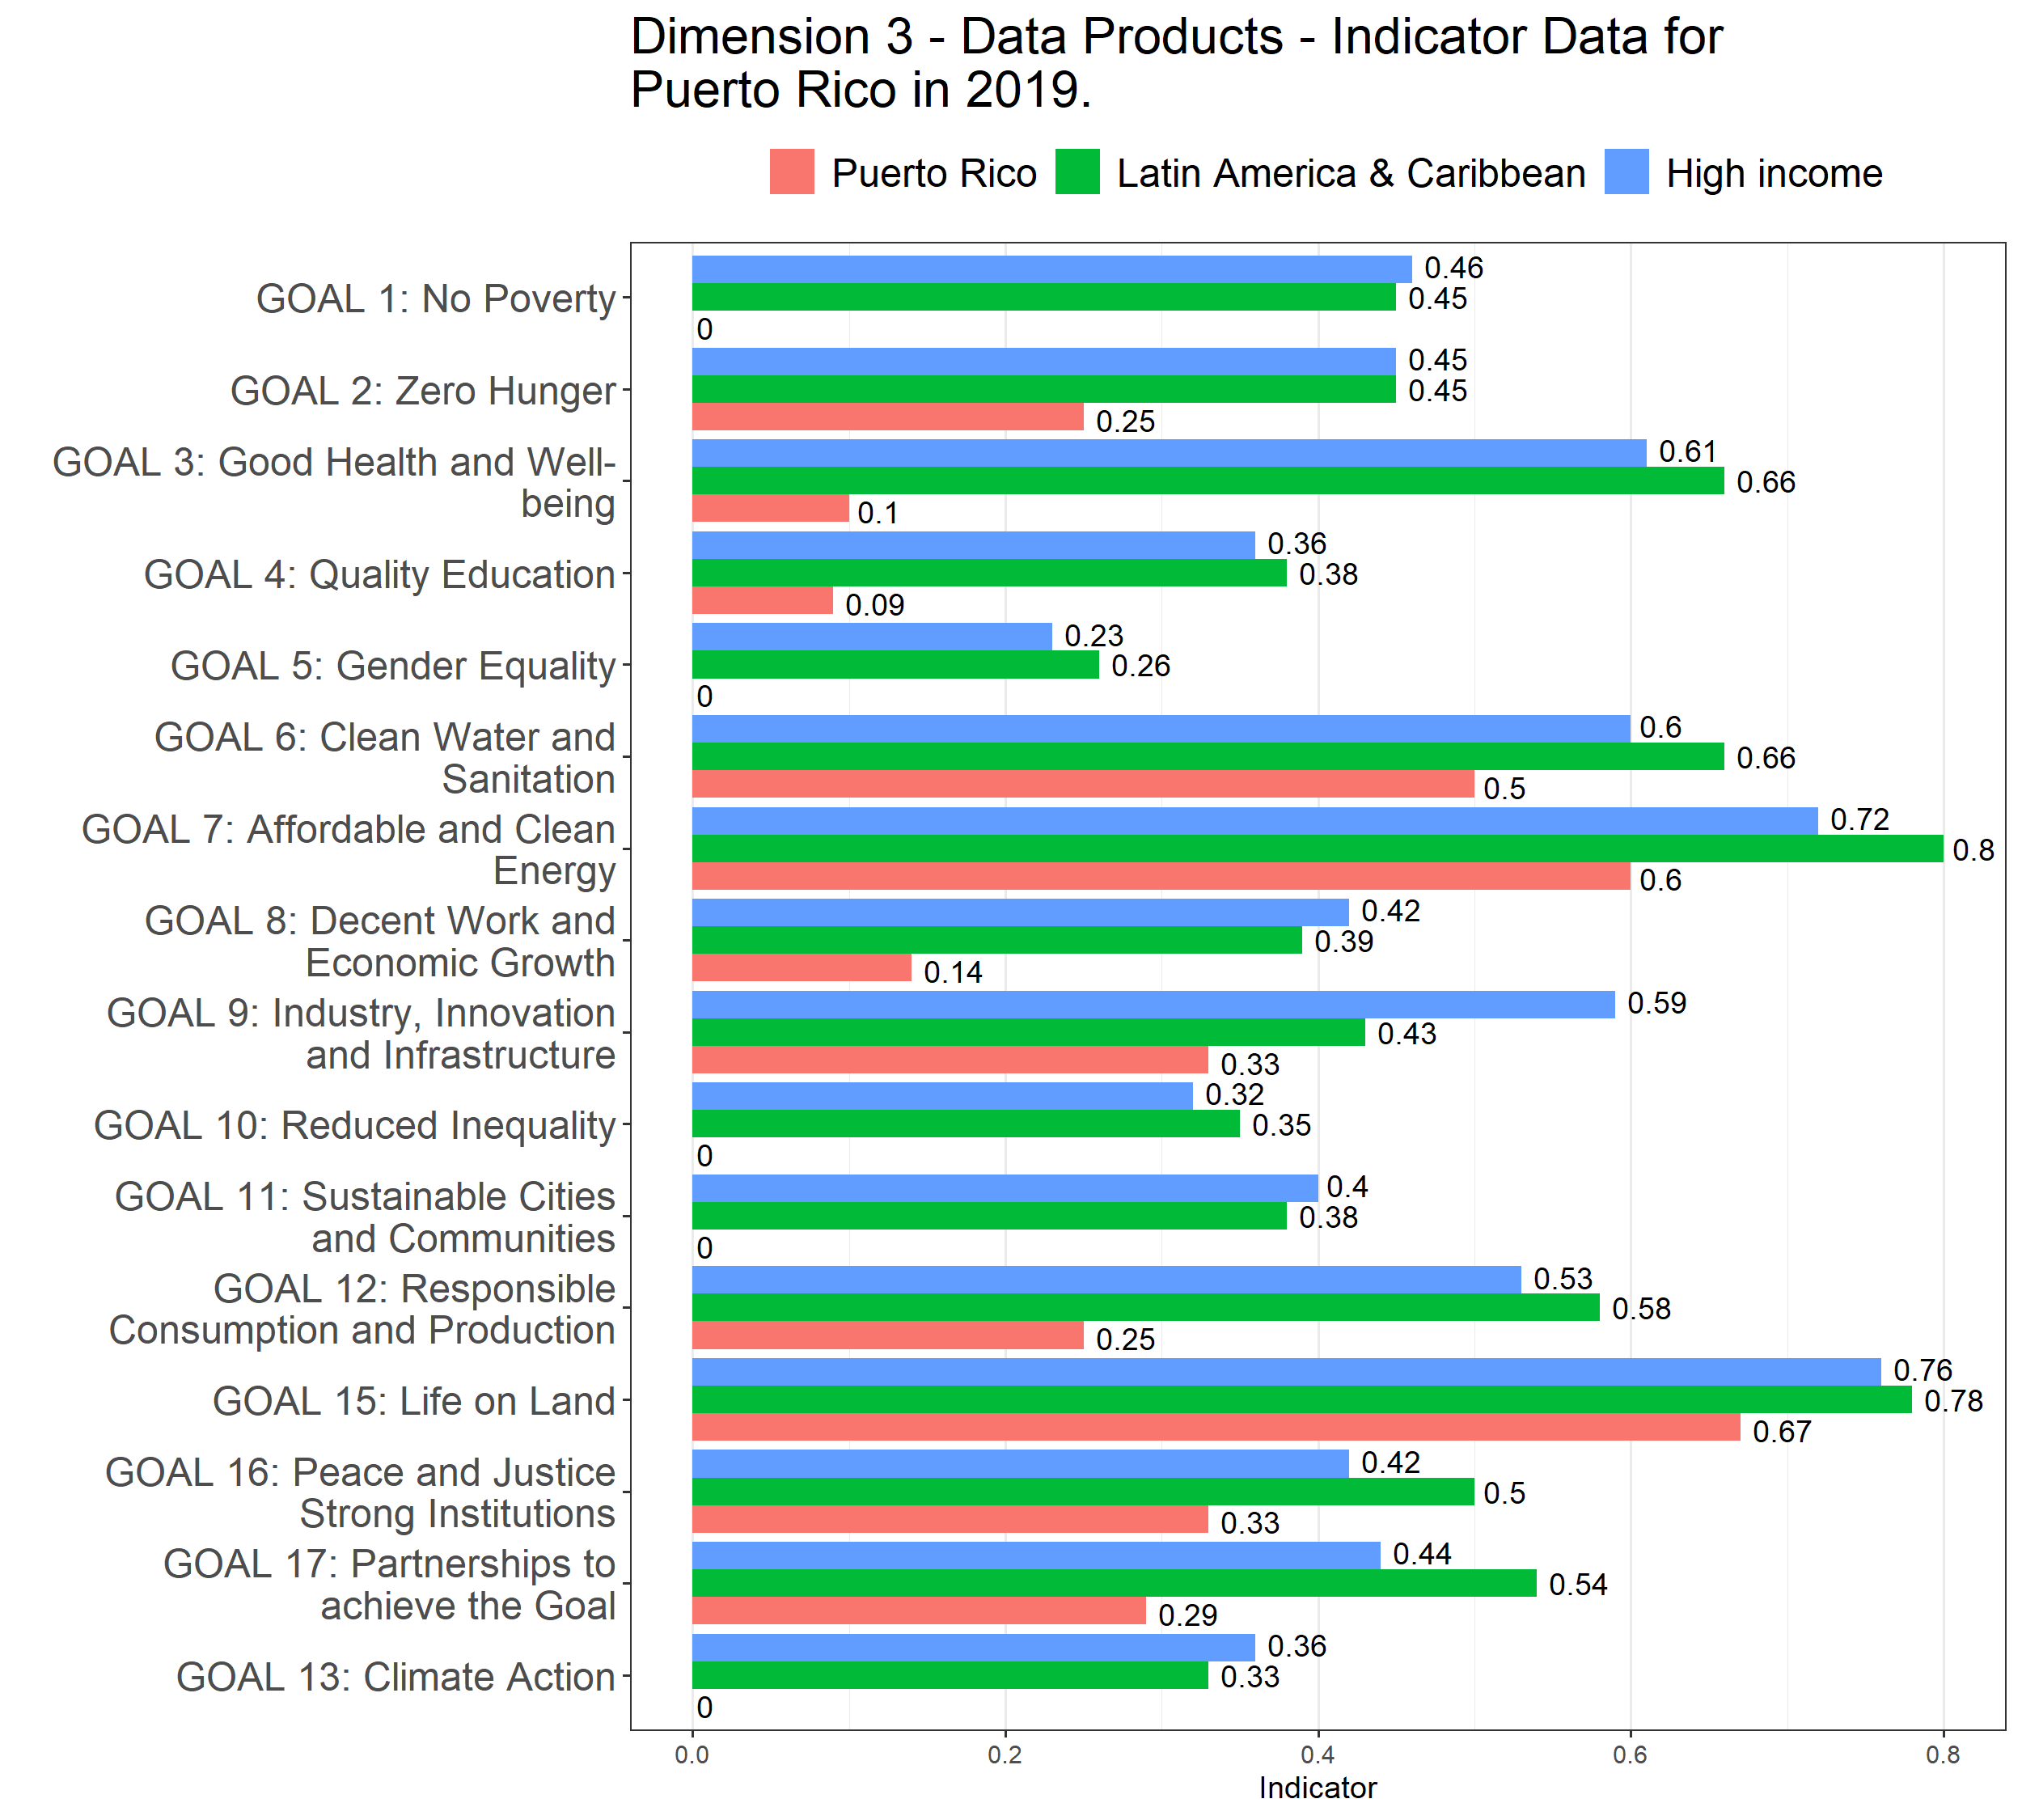 Dimension 3 - Data Products - Indicator Data for
Puerto Rico in 2019.
Puerto Rico
Latin America & Caribbean
High income
GOAL 1: No Poverty
0.46
0.45
0
GOAL 2: Zero Hunger
0.45
0.45
0.25
GOAL 3: Good Health and Well-
being
0.61
0.66
0.1
GOAL 4: Quality Education
0.36
0.38
0.09
GOAL 5: Gender Equality
0.23
0.26
0
GOAL 6: Clean Water and
Sanitation
0.6
0.66
0.5
GOAL 7: Affordable and Clean
Energy
0.72
0.8
0.6
GOAL 8: Decent Work and
Economic Growth
0.42
0.39
0.14
GOAL 9: Industry, Innovation
and Infrastructure
0.59
0.43
0.33
GOAL 10: Reduced Inequality
0.32
0.35
0
GOAL 11: Sustainable Cities
and Communities
0.4
0.38
0
GOAL 12: Responsible
Consumption and Production
0.53
0.58
0.25
GOAL 15: Life on Land
0.76
0.78
0.67
GOAL 16: Peace and Justice
Strong Institutions
0.42
0.5
0.33
GOAL 17: Partnerships to
achieve the Goal
0.44
0.54
0.29
GOAL 13: Climate Action
0.36
0.33
0
0.0 0.2 0.4 0.6 0.8
Indicator